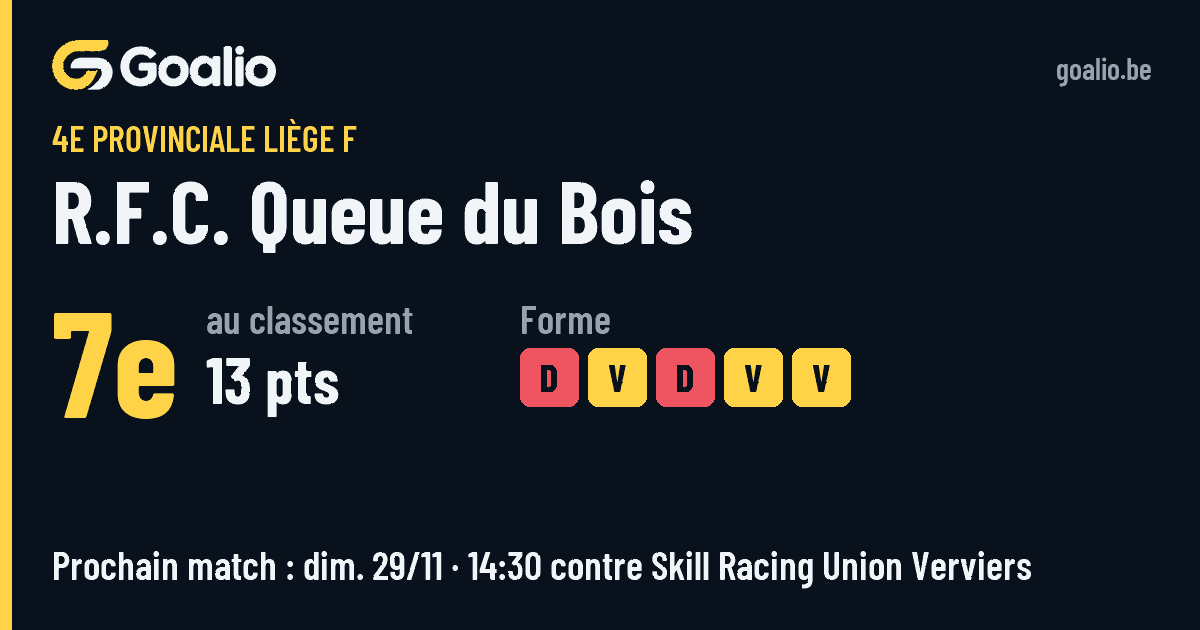 Goalio
goalio.be
4E PROVINCIALE LIÈGE F
R.F.C. Queue du Bois
7e
au classement
13 pts
Forme
D V D V V
Prochain match : dim. 29/11 · 14:30 contre Skill Racing Union Verviers